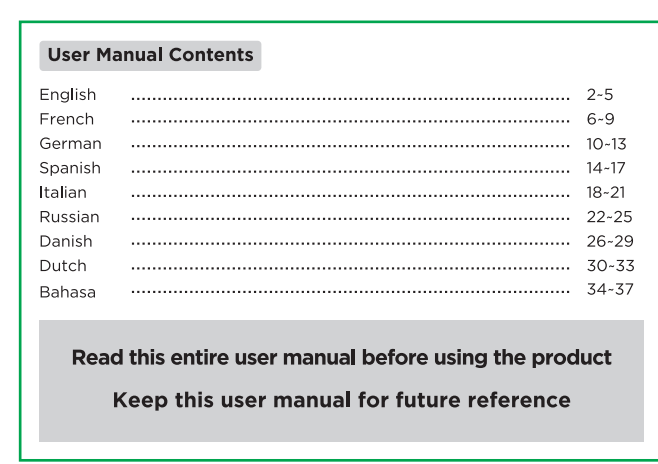 User Manual Contents
English ........................................................................ 2~5
French ........................................................................ 6~9
German ........................................................................ 10~13
Spanish ........................................................................ 14~17
Italian ........................................................................ 18~21
Russian ........................................................................ 22~25
Danish ........................................................................ 26~29
Dutch ........................................................................ 30~33
Bahasa ........................................................................ 34~37
Read this entire user manual before using the product
Keep this user manual for future reference